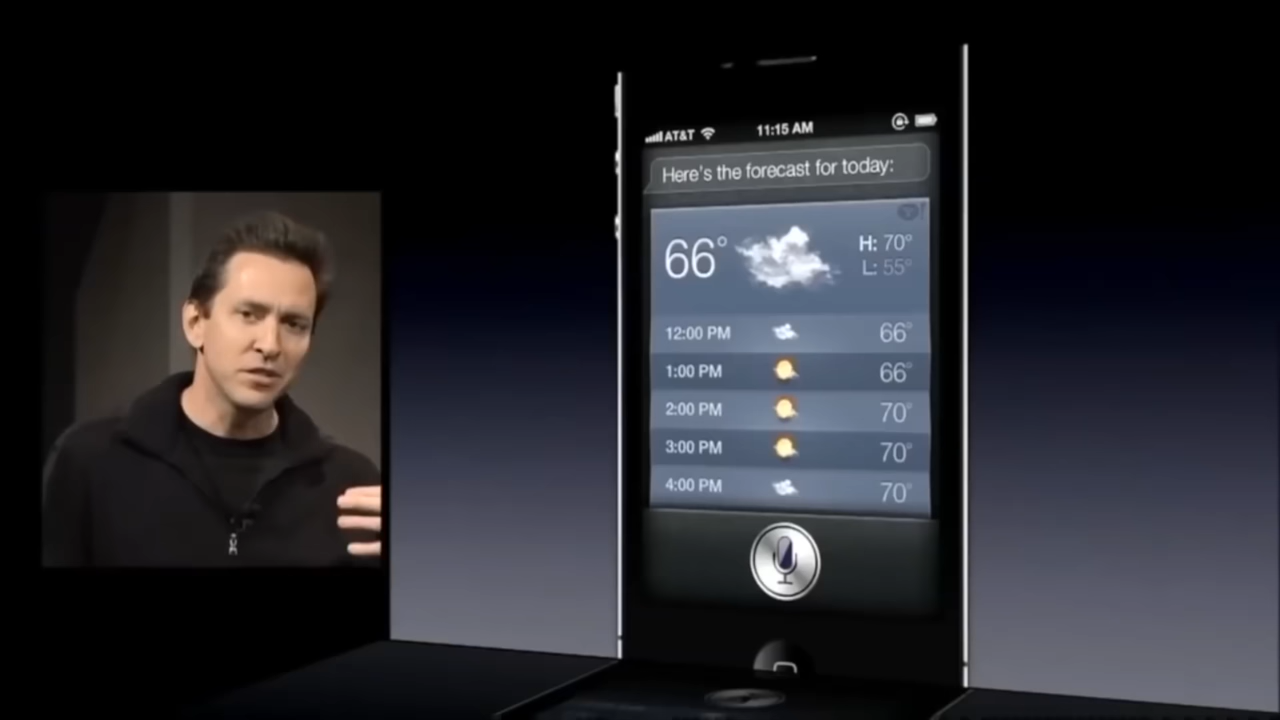 AT&T 11:15 AM
Here's the forecast for today:
66° H: 70°
L: 55°
12:00 PM 66°
1:00 PM 66°
2:00 PM 70°
3:00 PM 70°
4:00 PM 70°